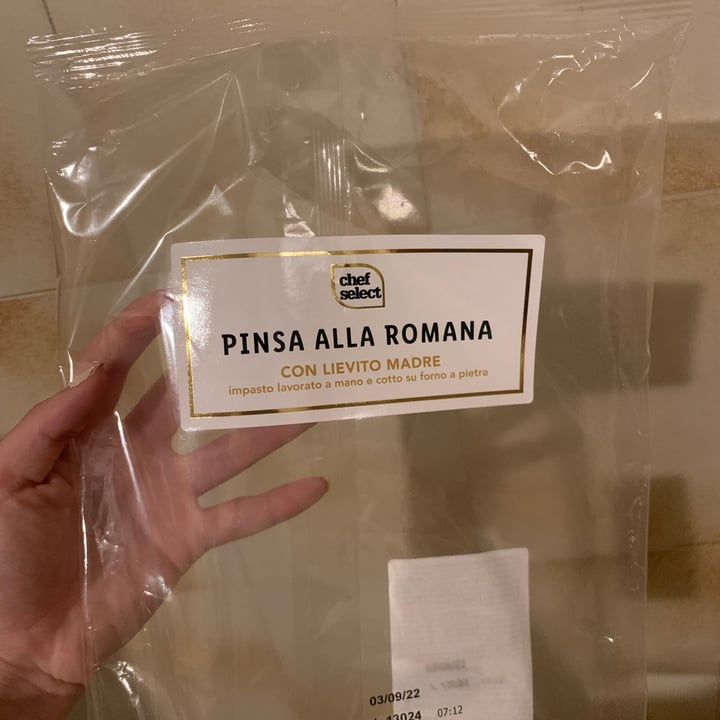 chef
select
PINSA ALLA ROMANA
CON LIEVITO MADRE
impasto lavorato a mano e cotto su forno a pietra
03/09/22
13024 07:12